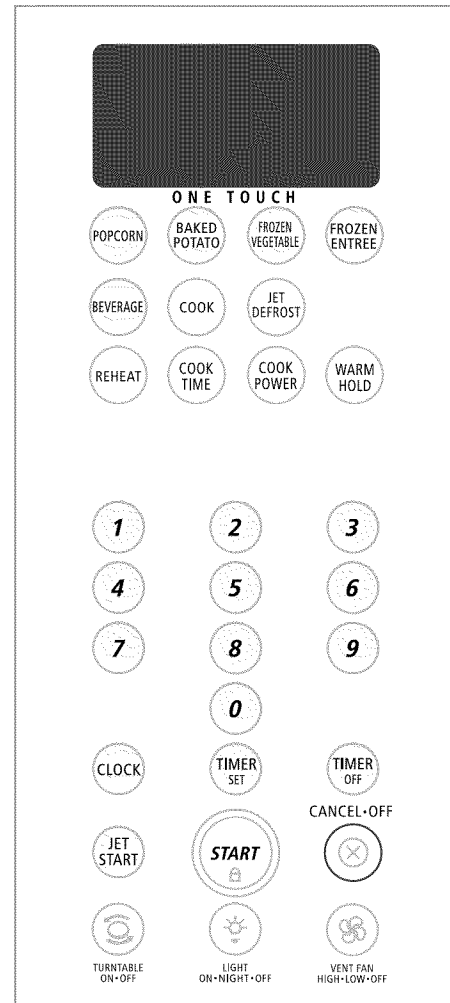 ONE TOUCH
POPCORN
BAKED
POTATO
FROZEN
VEGETABLE
FROZEN
ENTREE
BEVERAGE
COOK
JET
DEFROST
REHEAT
COOK
TIME
COOK
POWER
WARM
HOLD
1
2
3
4
5
6
7
8
9
0
CLOCK
TIMER
SET
TIMER
OFF
JET
START
START
CANCEL•OFF
TURNTABLE
ON•OFF
LIGHT
ON•NIGHT•OFF
VENT FAN
HIGH•LOW•OFF